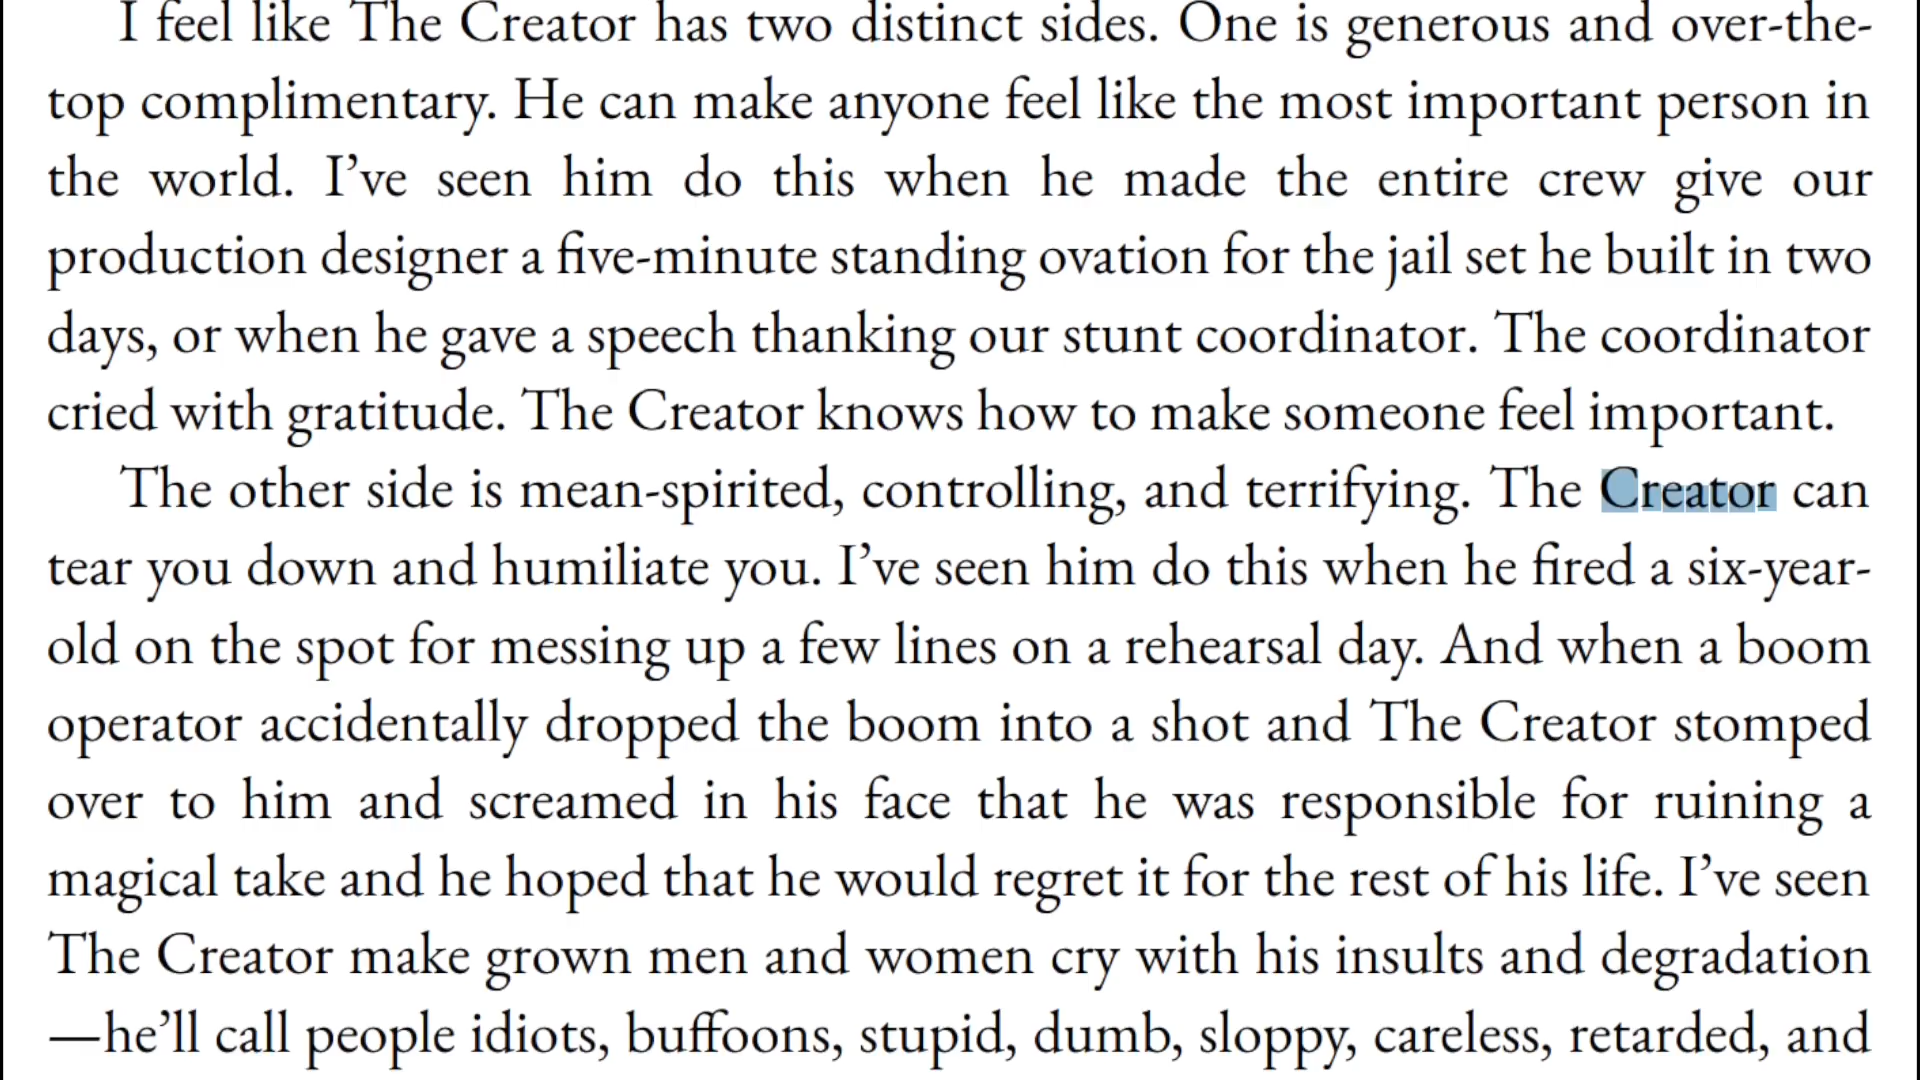 I feel like The Creator has two distinct sides. One is generous and over-the-
top complimentary. He can make anyone feel like the most important person in
the world. I’ve seen him do this when he made the entire crew give our
production designer a five-minute standing ovation for the jail set he built in two
days, or when he gave a speech thanking our stunt coordinator. The coordinator
cried with gratitude. The Creator knows how to make someone feel important.
The other side is mean-spirited, controlling, and terrifying. The Creator can
tear you down and humiliate you. I’ve seen him do this when he fired a six-year-
old on the spot for messing up a few lines on a rehearsal day. And when a boom
operator accidentally dropped the boom into a shot and The Creator stomped
over to him and screamed in his face that he was responsible for ruining a
magical take and he hoped that he would regret it for the rest of his life. I’ve seen
The Creator make grown men and women cry with his insults and degradation
—he’ll call people idiots, buffoons, stupid, dumb, sloppy, careless, retarded, and